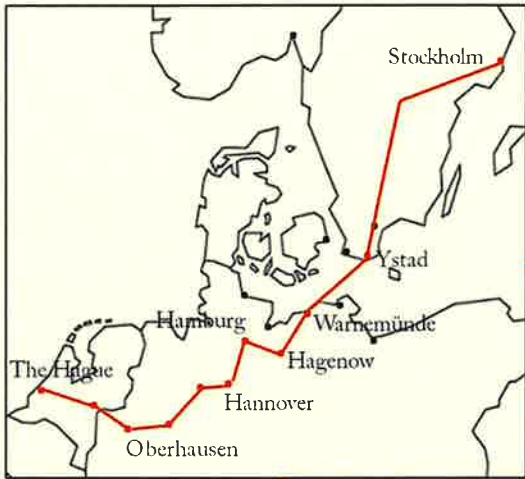 Stockholm
Ystad
Hamburg
Warnemünde
The Hague
Hagenow
Hannover
Oberhausen